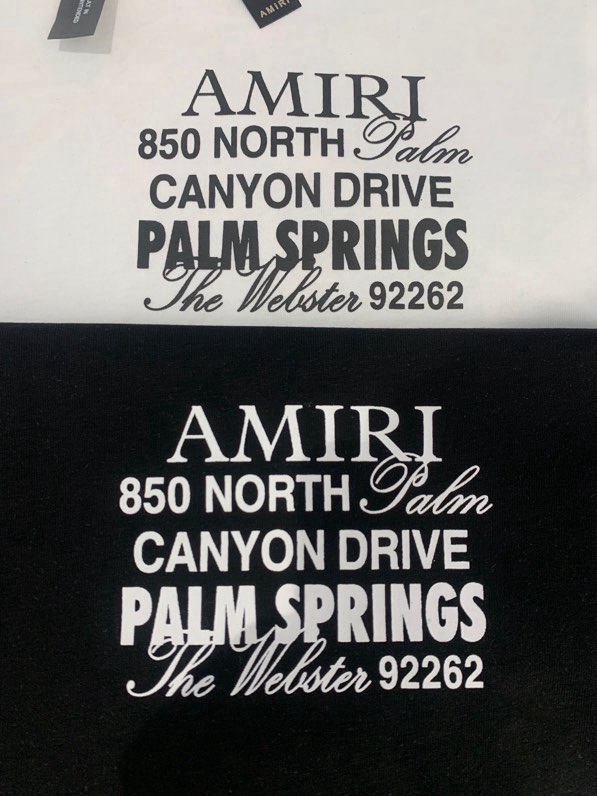 AMIRI
AMIRI
850 NORTH Palm
CANYON DRIVE
PALM SPRINGS
The Webster 92262
AMIRI
850 NORTH Palm
CANYON DRIVE
PALM SPRINGS
The Webster 92262